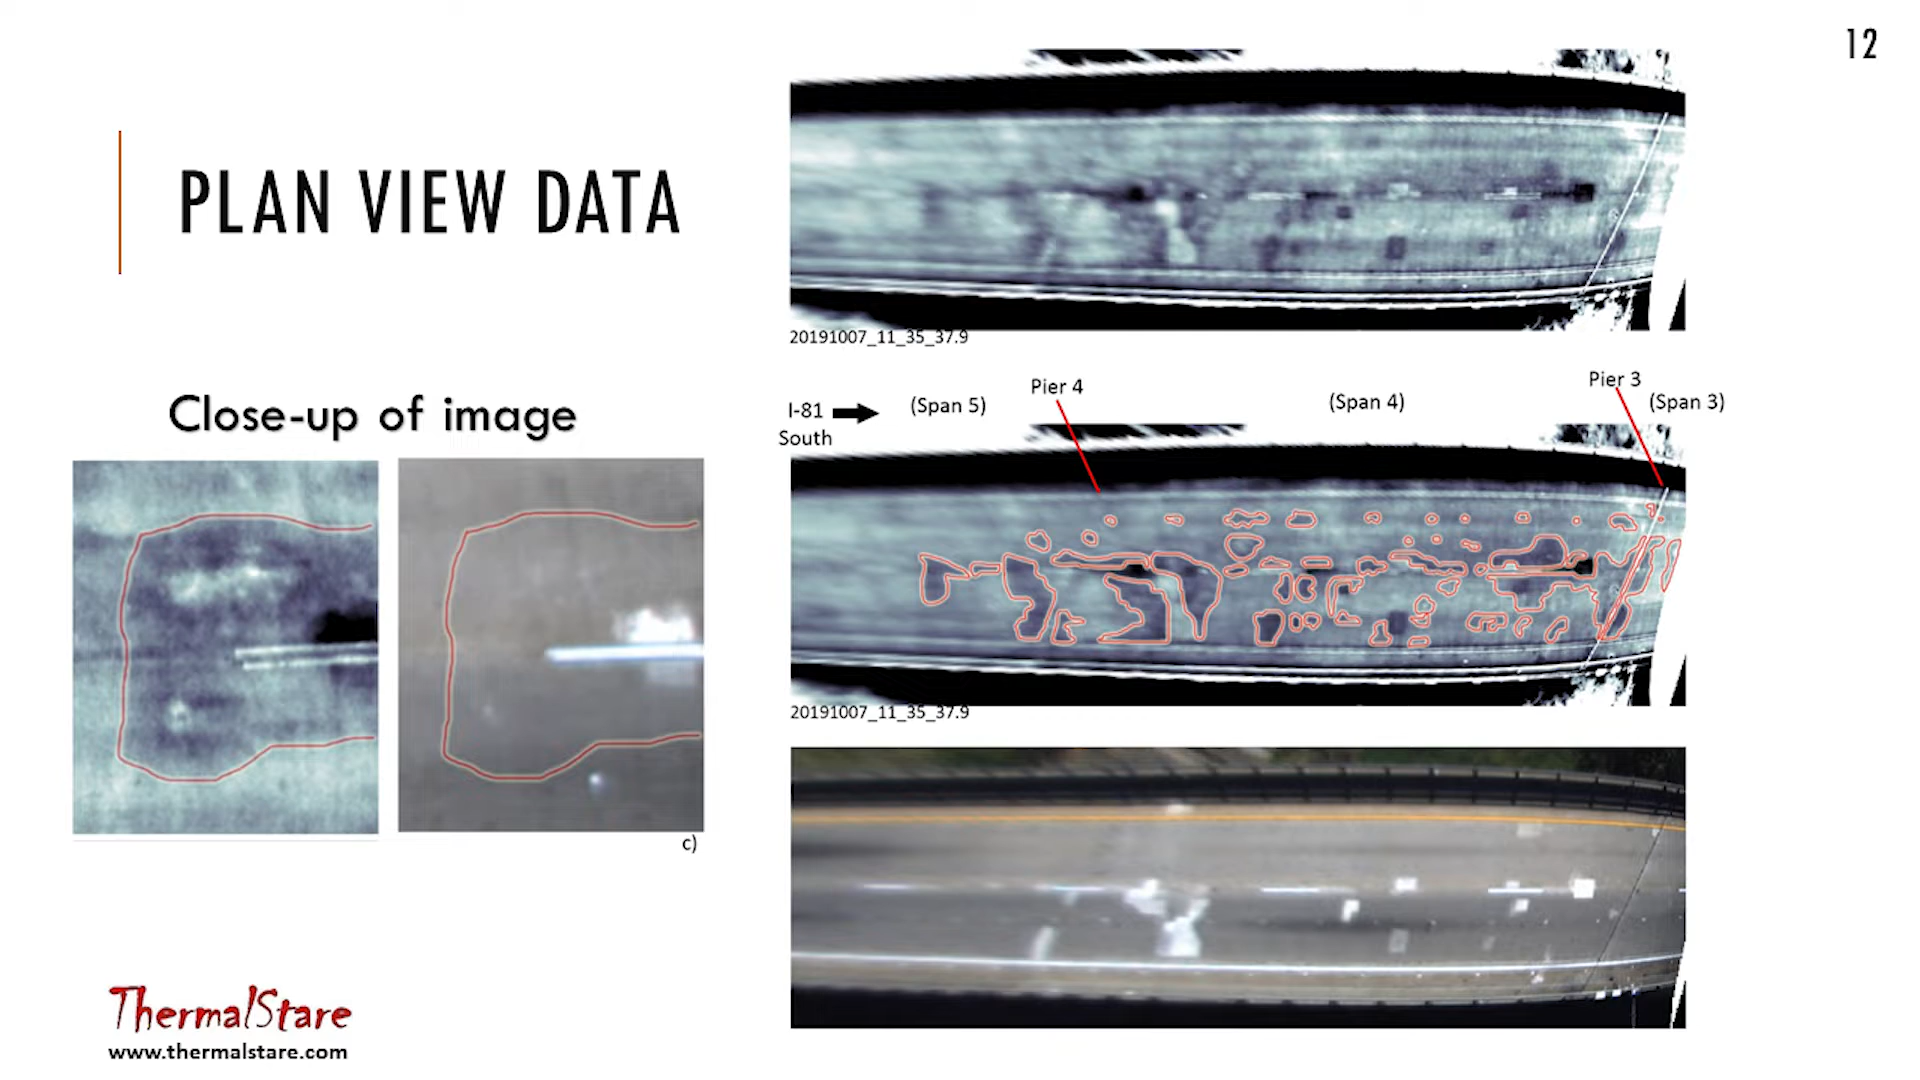 12
PLAN VIEW DATA
20191007_11_35_37.9
Pier 4
Pier 3
I-81
South
(Span 5)
(Span 4)
(Span 3)
Close-up of image
20191007_11_35_37.9
c)
ThermalStare
www.thermalstare.com